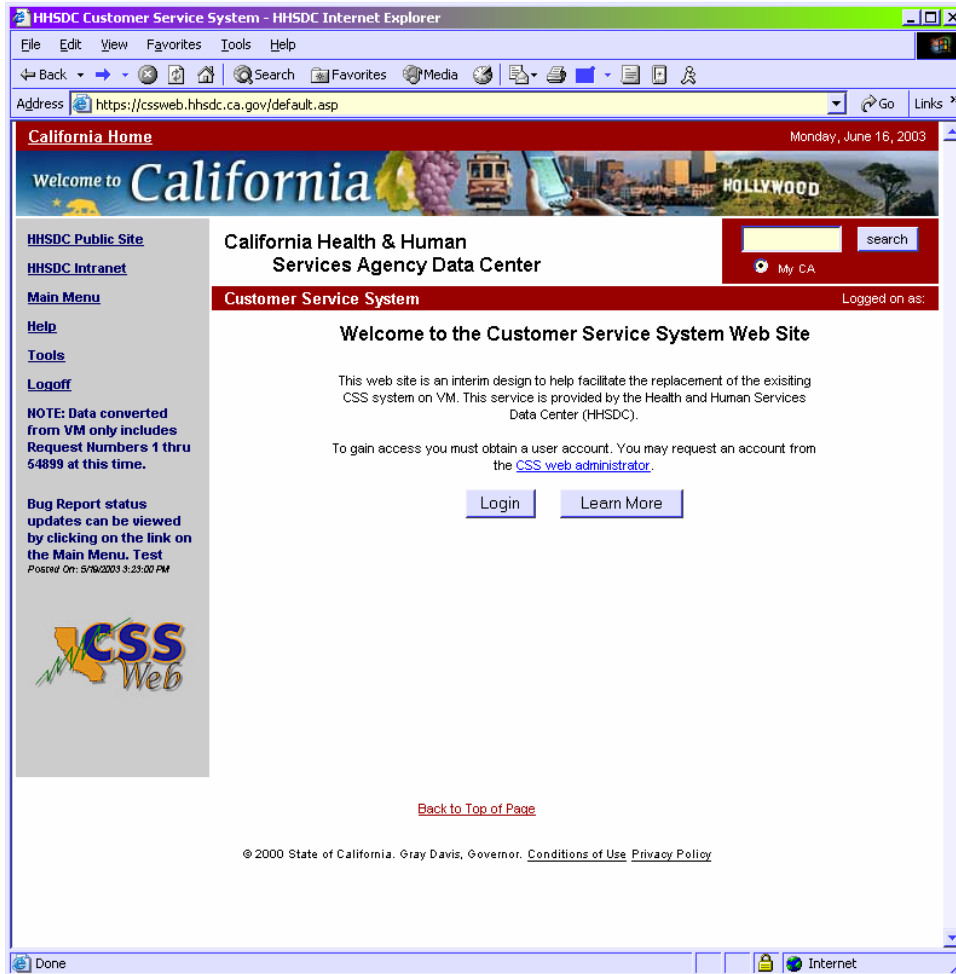 HHSDC Customer Service System - HHSDC Internet Explorer
File Edit View Favorites Tools Help
Back Search Favorites Media
Address https://cssweb.hhsdc.ca.gov/default.asp Go Links
California Home Monday, June 16, 2003
Welcome to California HOLLYWOOD
HHSDC Public Site
HHSDC Intranet
Main Menu
Help
Tools
Logoff
NOTE: Data converted
from VM only includes
Request Numbers 1 thru
54899 at this time.
Bug Report status
updates can be viewed
by clicking on the link on
the Main Menu. Test
Posted On: 5/19/2003 3:23:00 PM
CSS
Web
California Health & Human
Services Agency Data Center
search
My CA
Customer Service System Logged on as:
Welcome to the Customer Service System Web Site
This web site is an interim design to help facilitate the replacement of the exisiting
CSS system on VM. This service is provided by the Health and Human Services
Data Center (HHSDC).
To gain access you must obtain a user account. You may request an account from
the CSS web administrator.
Login Learn More
Back to Top of Page
© 2000 State of California. Gray Davis, Governor. Conditions of Use Privacy Policy
Done Internet